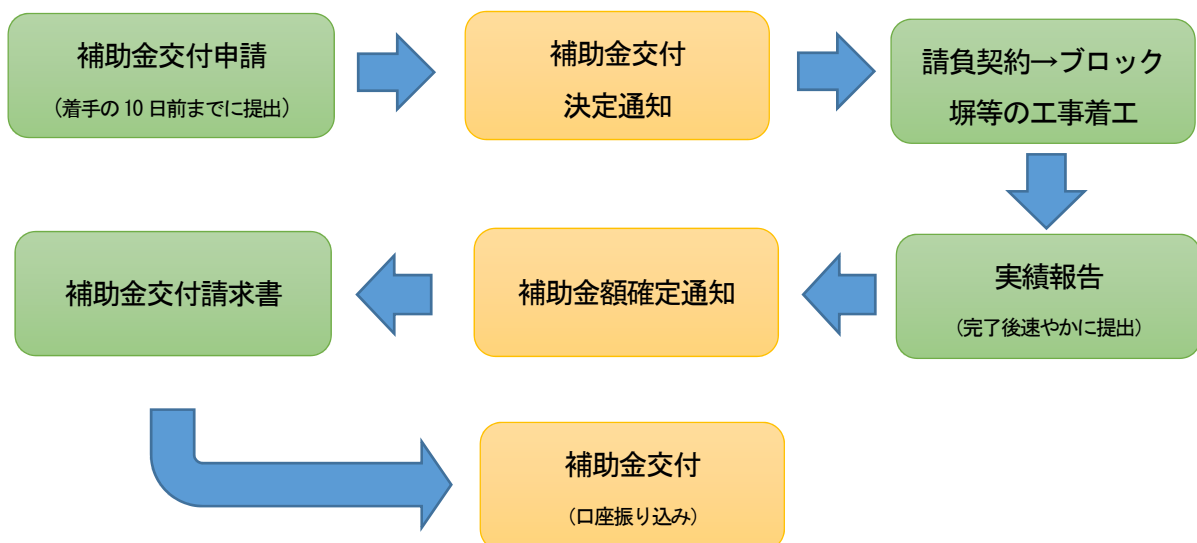 補助金交付申請
（着手の 10 日前までに提出）
補助金交付
決定通知
請負契約→ブロック
塀等の工事着工
実績報告
（完了後速やかに提出）
補助金額確定通知
補助金交付請求書
補助金交付
（口座振り込み）